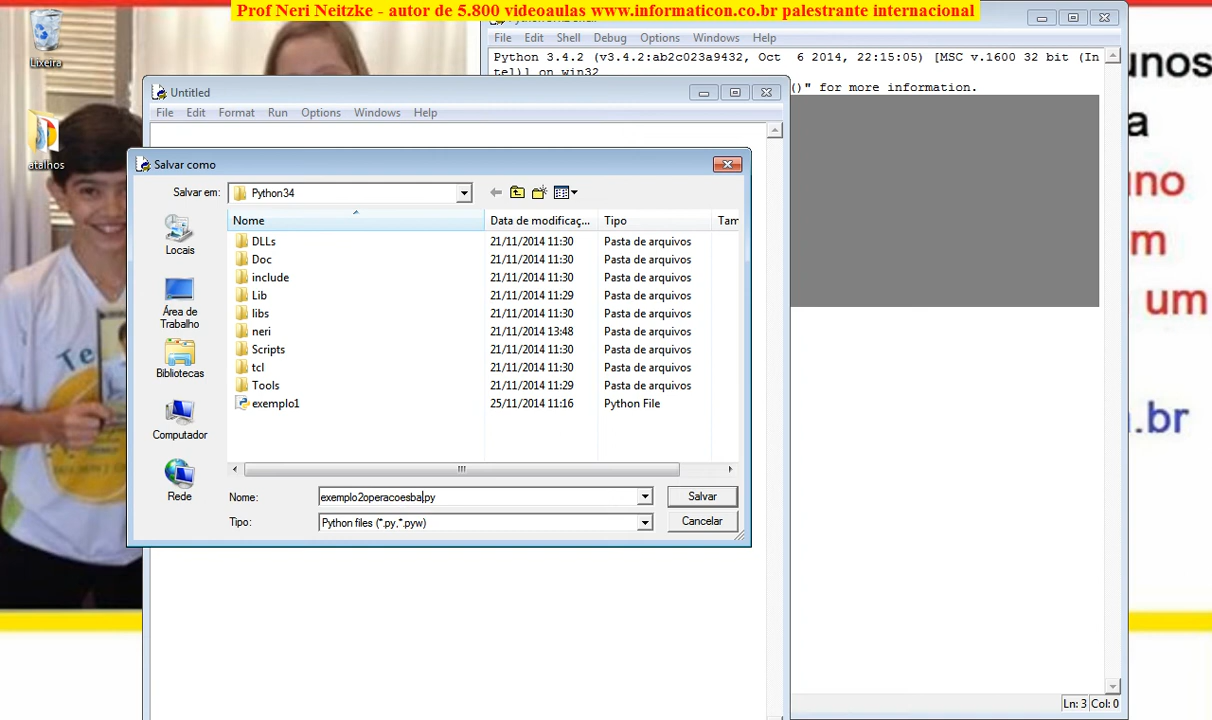 Prof Neri Neitzke - autor de 5.800 videoaulas www.informaticon.co.br palestrante internacional
Lixeira
atalhos
File Edit Shell Debug Options Windows Help
Python 3.4.2 (v3.4.2:ab2c023a9432, Oct  6 2014, 22:15:05) [MSC v.1600 32 bit (In
tel)] on win32
()" for more information.
Untitled
File Edit Format Run Options Windows Help
Salvar como
Salvar em: Python34
Nome Data de modificaç... Tipo Tam
DLLs 21/11/2014 11:30 Pasta de arquivos
Doc 21/11/2014 11:30 Pasta de arquivos
include 21/11/2014 11:30 Pasta de arquivos
Lib 21/11/2014 11:29 Pasta de arquivos
libs 21/11/2014 11:30 Pasta de arquivos
neri 21/11/2014 13:48 Pasta de arquivos
Scripts 21/11/2014 11:30 Pasta de arquivos
tcl 21/11/2014 11:30 Pasta de arquivos
Tools 21/11/2014 11:29 Pasta de arquivos
exemplo1 25/11/2014 11:16 Python File
Locais
Área de
Trabalho
Bibliotecas
Computador
Rede
Nome: exemplo2operacoesba.py Salvar
Tipo: Python files (*.py,*.pyw) Cancelar
unos
a
uno
m
um
.br
Ln: 3 Col: 0